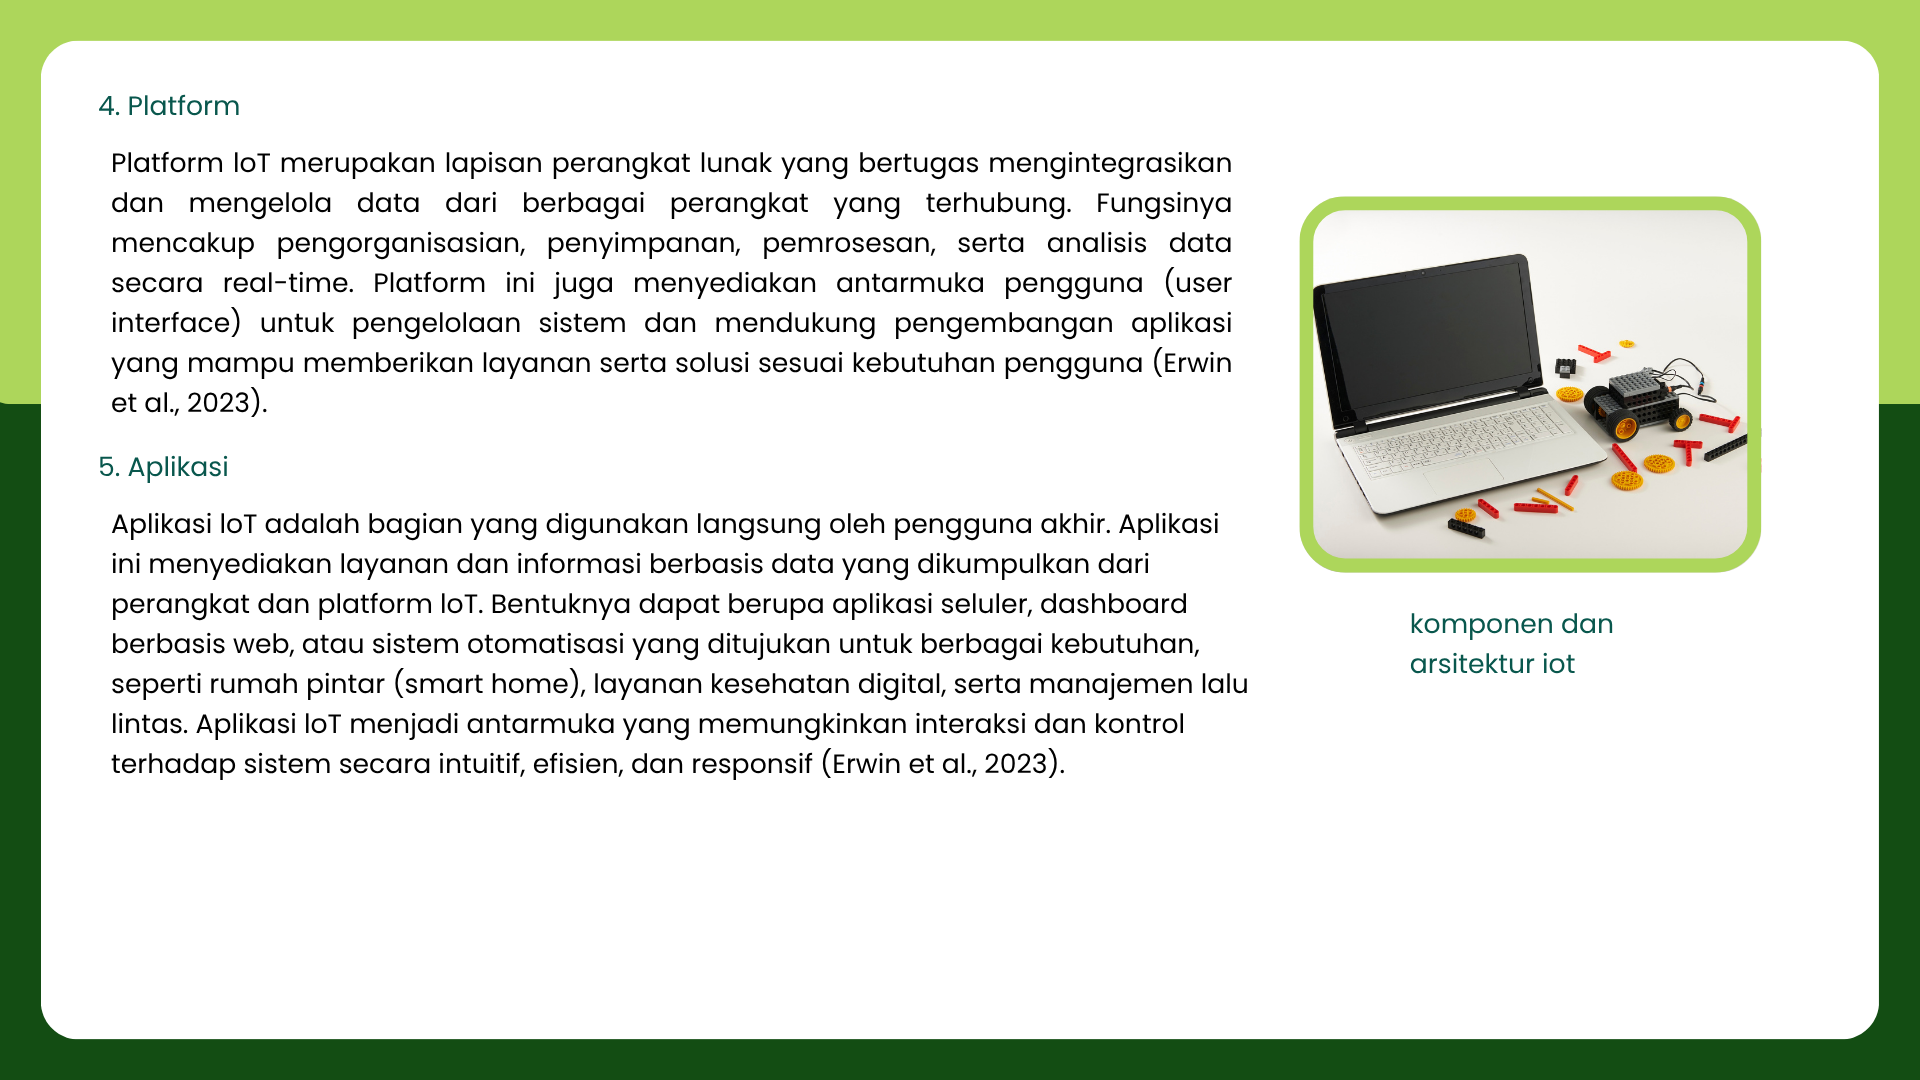 4. Platform
Platform IoT merupakan lapisan perangkat lunak yang bertugas mengintegrasikan
dan mengelola data dari berbagai perangkat yang terhubung. Fungsinya
mencakup pengorganisasian, penyimpanan, pemrosesan, serta analisis data
secara real-time. Platform ini juga menyediakan antarmuka pengguna (user
interface) untuk pengelolaan sistem dan mendukung pengembangan aplikasi
yang mampu memberikan layanan serta solusi sesuai kebutuhan pengguna (Erwin
et al., 2023).
5. Aplikasi
Aplikasi IoT adalah bagian yang digunakan langsung oleh pengguna akhir. Aplikasi
ini menyediakan layanan dan informasi berbasis data yang dikumpulkan dari
perangkat dan platform IoT. Bentuknya dapat berupa aplikasi seluler, dashboard
berbasis web, atau sistem otomatisasi yang ditujukan untuk berbagai kebutuhan,
seperti rumah pintar (smart home), layanan kesehatan digital, serta manajemen lalu
lintas. Aplikasi IoT menjadi antarmuka yang memungkinkan interaksi dan kontrol
terhadap sistem secara intuitif, efisien, dan responsif (Erwin et al., 2023).
komponen dan
arsitektur iot